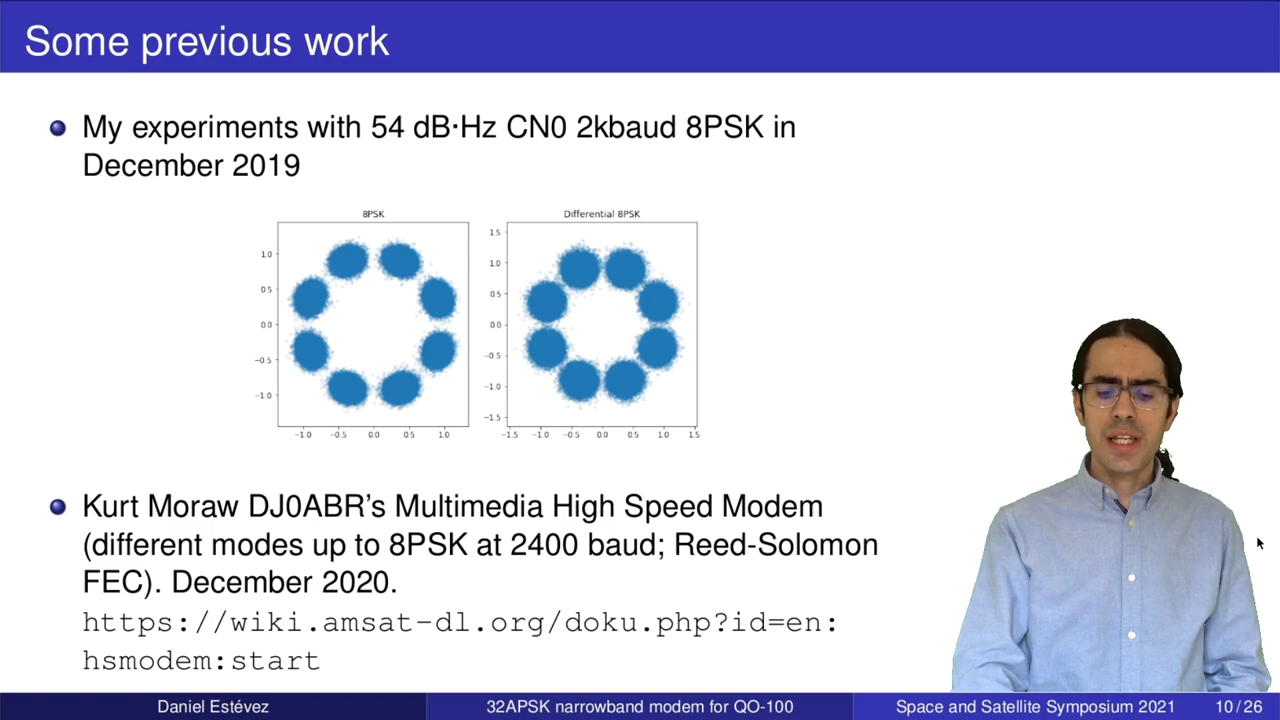 Some previous work
My experiments with 54 dB·Hz CN0 2kbaud 8PSK in
December 2019
8PSK
1.0
0.5
0.0
−0.5
−1.0
−1.0 −0.5 0.0 0.5 1.0
Differential 8PSK
1.5
1.0
0.5
0.0
−0.5
−1.0
−1.5
−1.5 −1.0 −0.5 0.0 0.5 1.0 1.5
Kurt Moraw DJ0ABR's Multimedia High Speed Modem
(different modes up to 8PSK at 2400 baud; Reed-Solomon
FEC). December 2020.
https://wiki.amsat-dl.org/doku.php?id=en:
hsmodem:start
Daniel Estévez 32APSK narrowband modem for QO-100 Space and Satellite Symposium 2021 10 / 26